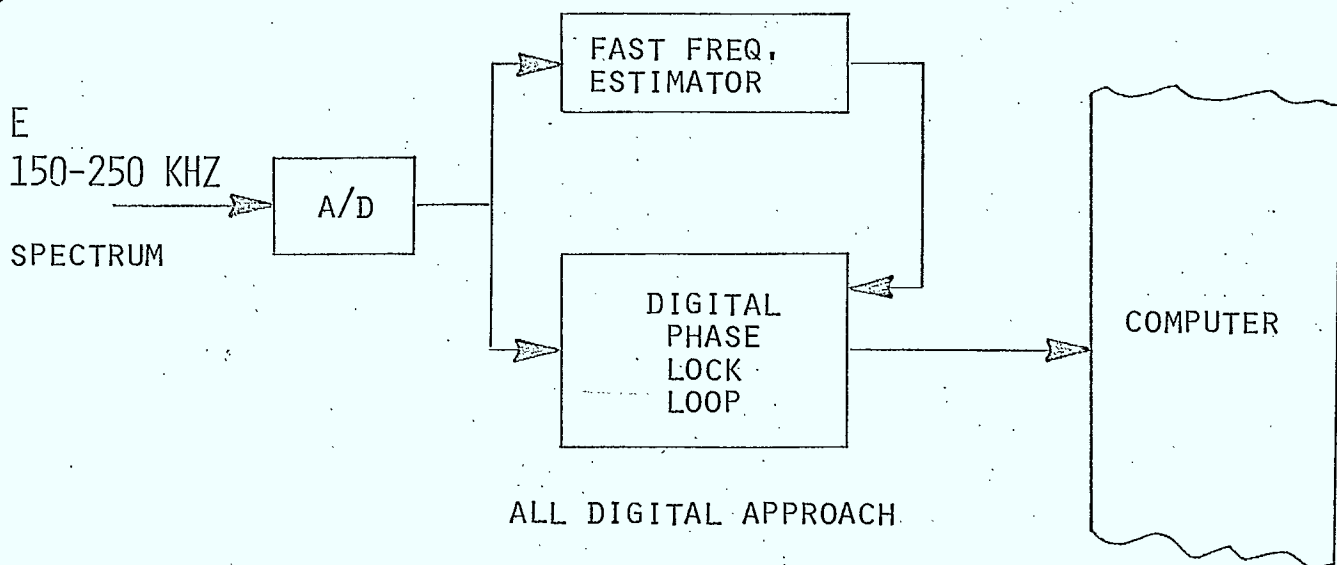 FAST FREQ.
ESTIMATOR
E
150-250 KHZ
SPECTRUM
A/D
DIGITAL
PHASE
LOCK
LOOP
COMPUTER
ALL DIGITAL APPROACH